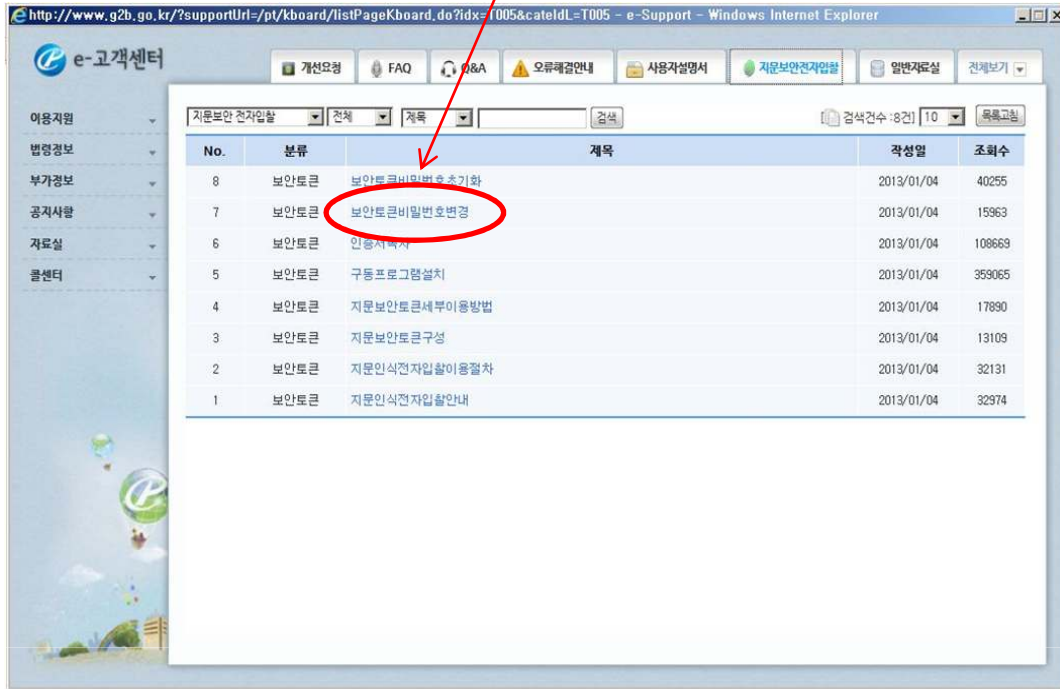 http://www.g2b.go.kr/?supportUrl=/pt/kboard/listPageKboard.do?idx=T005&cateIdL=T005 - e-Support - Windows Internet Explorer
e-고객센터
개선요청 FAQ Q&A 오류해결안내 사용자설명서 지문보안전자입찰 일반자료실 전체보기
이용지원
법령정보
부가정보
공지사항
자료실
콜센터
지문보안 전자입찰 전체 제목 검색 검색건수 :8건] 10 목록고침
No. 분류 제목 작성일 조회수
8 보안토큰 보안토큰비밀번호초기화 2013/01/04 40255
7 보안토큰 보안토큰비밀번호변경 2013/01/04 15963
6 보안토큰 인증서복사 2013/01/04 108669
5 보안토큰 구동프로그램설치 2013/01/04 359065
4 보안토큰 지문보안토큰세부이용방법 2013/01/04 17890
3 보안토큰 지문보안토큰구성 2013/01/04 13109
2 보안토큰 지문인식전자입찰이용절차 2013/01/04 32131
1 보안토큰 지문인식전자입찰안내 2013/01/04 32974